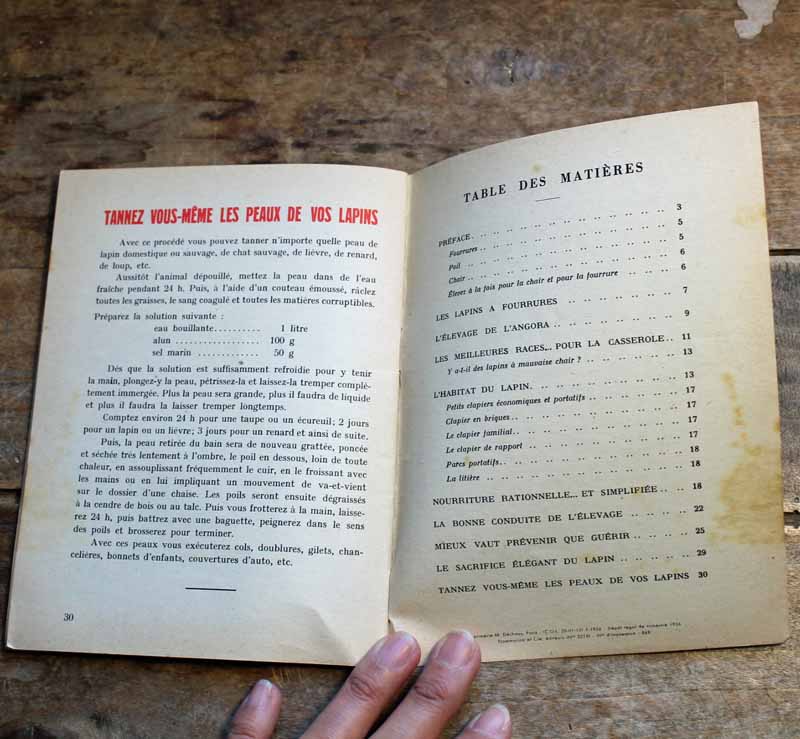 TANNEZ VOUS-MÊME LES PEAUX DE VOS LAPINS
Avec ce procédé vous pouvez tanner n'importe quelle peau de
lapin domestique ou sauvage, de chat sauvage, de lièvre, de renard,
de loup, etc.
Aussitôt l'animal dépouillé, mettez la peau dans de l'eau
fraîche pendant 24 h. Puis, à l'aide d'un couteau émoussé, râclez
toutes les graisses, le sang coagulé et toutes les matières corruptibles.
Préparez la solution suivante :
eau bouillante.......... 1 litre
alun .................. 100 g
sel marin ............. 50 g
Dès que la solution est suffisamment refroidie pour y tenir
la main, plongez-y la peau, pétrissez-la et laissez-la tremper complè-
tement immergée. Plus la peau sera grande, plus il faudra de liquide
et plus il faudra la laisser tremper longtemps.
Comptez environ 24 h pour une taupe ou un écureuil; 2 jours
pour un lapin ou un lièvre; 3 jours pour un renard et ainsi de suite.
Puis, la peau retirée du bain sera de nouveau grattée, poncée
et séchée très lentement à l'ombre, le poil en dessous, loin de toute
chaleur, en assouplissant fréquemment le cuir, en le froissant avec
les mains ou en lui impliquant un mouvement de va-et-vient
sur le dossier d'une chaise. Les poils seront ensuite dégraissés
à la cendre de bois ou au talc. Puis vous frotterez à la main, laisse-
rez 24 h, puis battrez avec une baguette, peignerez dans le sens
des poils et brosserez pour terminer.
Avec ces peaux vous exécuterez cols, doublures, gilets, chan-
celières, bonnets d'enfants, couvertures d'auto, etc.
30
TABLE DES MATIÈRES
PRÉFACE.. .. .. .. .. .. .. .. .. .. .. .. 3
Fourrures .. .. .. .. .. .. .. .. .. .. .. 5
Poil .. .. .. .. .. .. .. .. .. .. .. .. 5
Chair .. .. .. .. .. .. .. .. .. .. .. .. 6
Élevez à la fois pour la chair et pour la fourrure .. .. .. 6
LES LAPINS A FOURRURES .. .. .. .. .. .. .. 7
L'ÉLEVAGE DE L'ANGORA .. .. .. .. .. .. .. 9
LES MEILLEURES RACES... POUR LA CASSEROLE.. .. 11
Y a-t-il des lapins à mauvaise chair ? .. .. .. .. .. .. 13
L'HABITAT DU LAPIN. .. .. .. .. .. .. .. .. 13
Petits clapiers économiques et portatifs .. .. .. .. .. .. 17
Clapier en briques.. .. .. .. .. .. .. .. .. .. 17
Le clapier familial.. .. .. .. .. .. .. .. .. .. 17
Le clapier de rapport .. .. .. .. .. .. .. .. .. 17
Parcs portatifs.. .. .. .. .. .. .. .. .. .. .. 18
La litière .. .. .. .. .. .. .. .. .. .. .. 18
NOURRITURE RATIONNELLE... ET SIMPLIFIÉE .. .. 18
LA BONNE CONDUITE DE L'ÉLEVAGE .. .. .. .. 22
MIEUX VAUT PRÉVENIR QUE GUÉRIR .. .. .. .. 25
LE SACRIFICE ÉLÉGANT DU LAPIN .. .. .. .. .. 29
TANNEZ VOUS-MÊME LES PEAUX DE VOS LAPINS 30
Déchaux, Paris
Flammarion et Cie, éditeurs